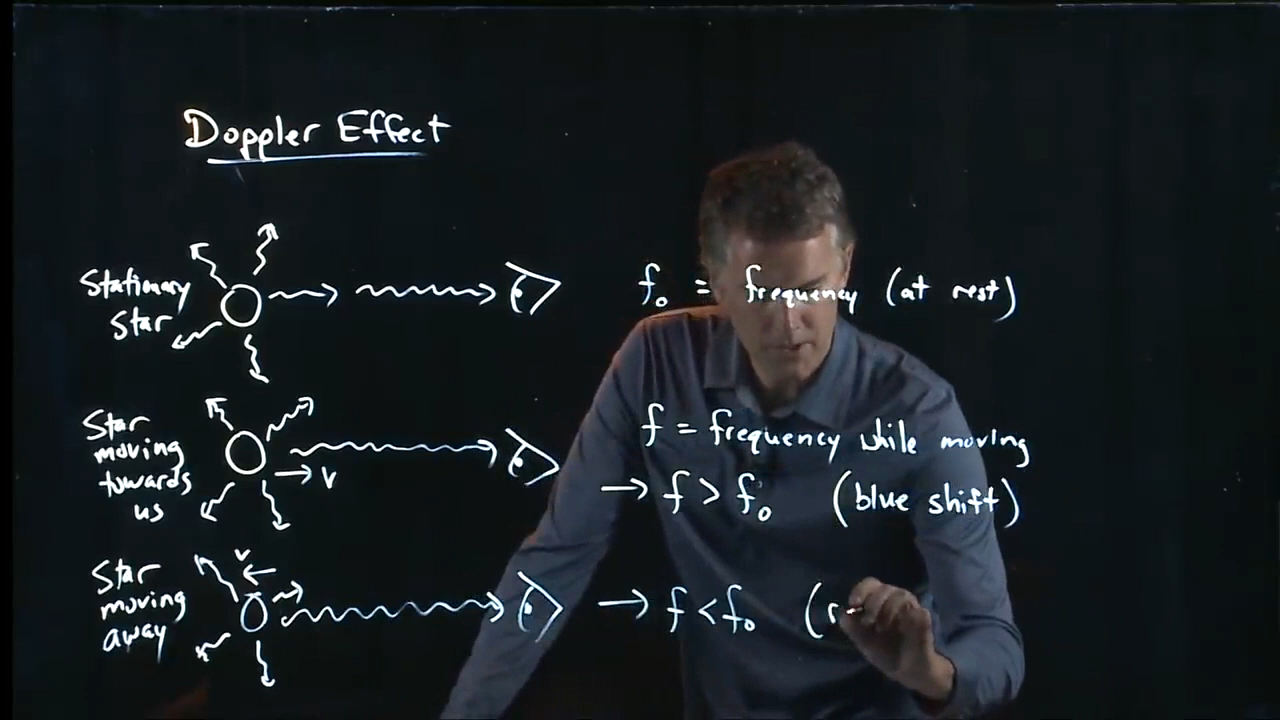 Doppler Effect
Stationary
Star
f₀ = frequency (at rest)
Star
moving
towards
us
v
f = frequency while moving
→ f > f₀ (blue shift)
Star
moving
away
v
→ f < f₀ (r